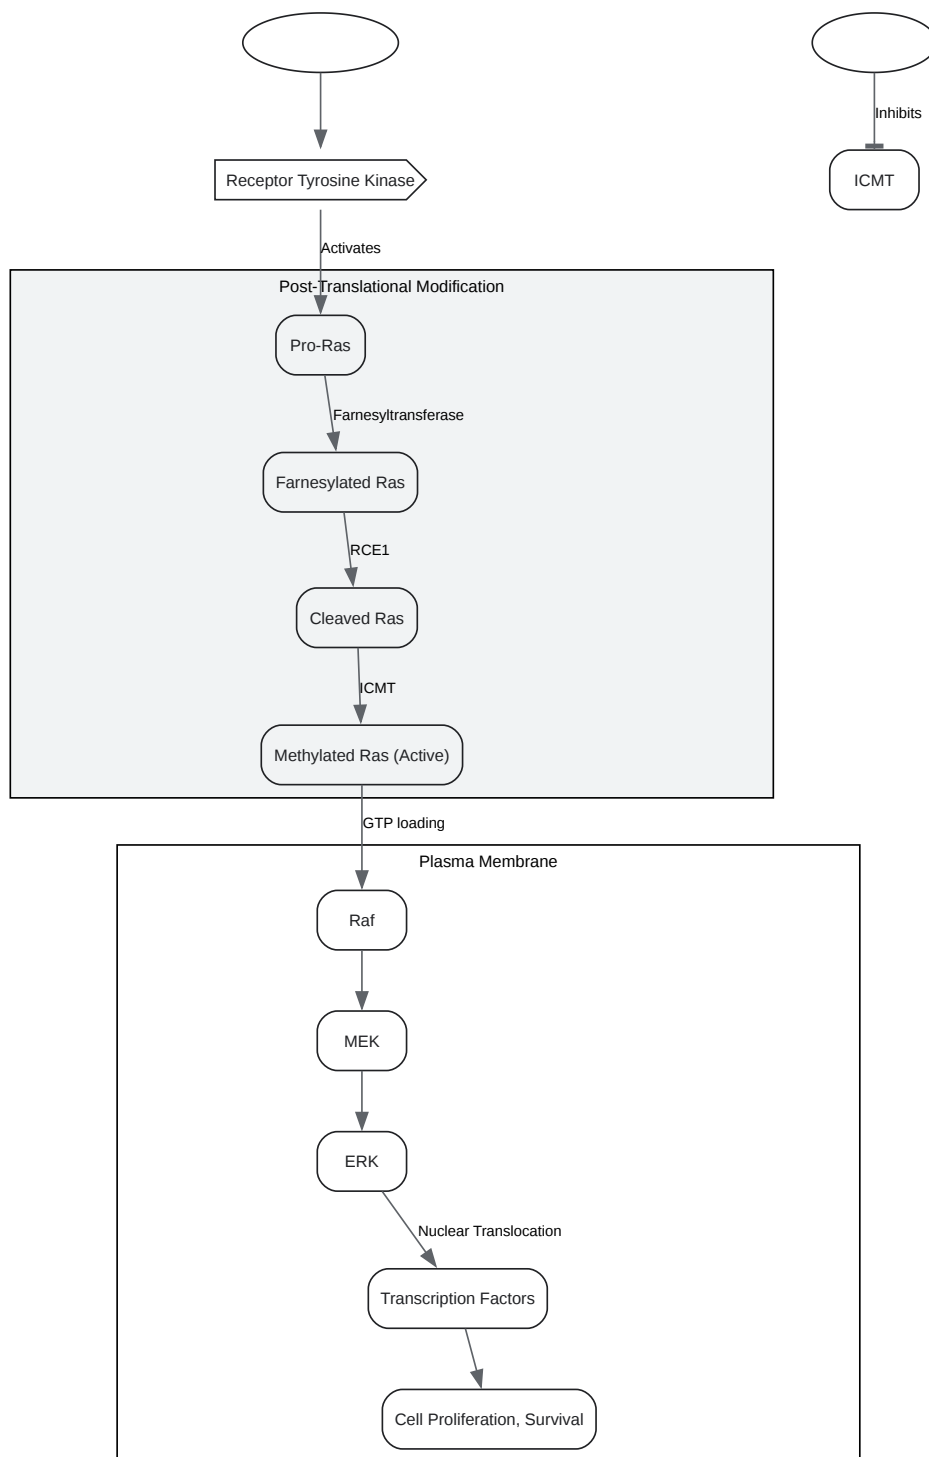 Inhibits
Receptor Tyrosine Kinase
ICMT
Activates
Post-Translational Modification
Pro-Ras
Farnesyltransferase
Farnesylated Ras
RCE1
Cleaved Ras
ICMT
Methylated Ras (Active)
GTP loading
Plasma Membrane
Raf
MEK
ERK
Nuclear Translocation
Transcription Factors
Cell Proliferation, Survival